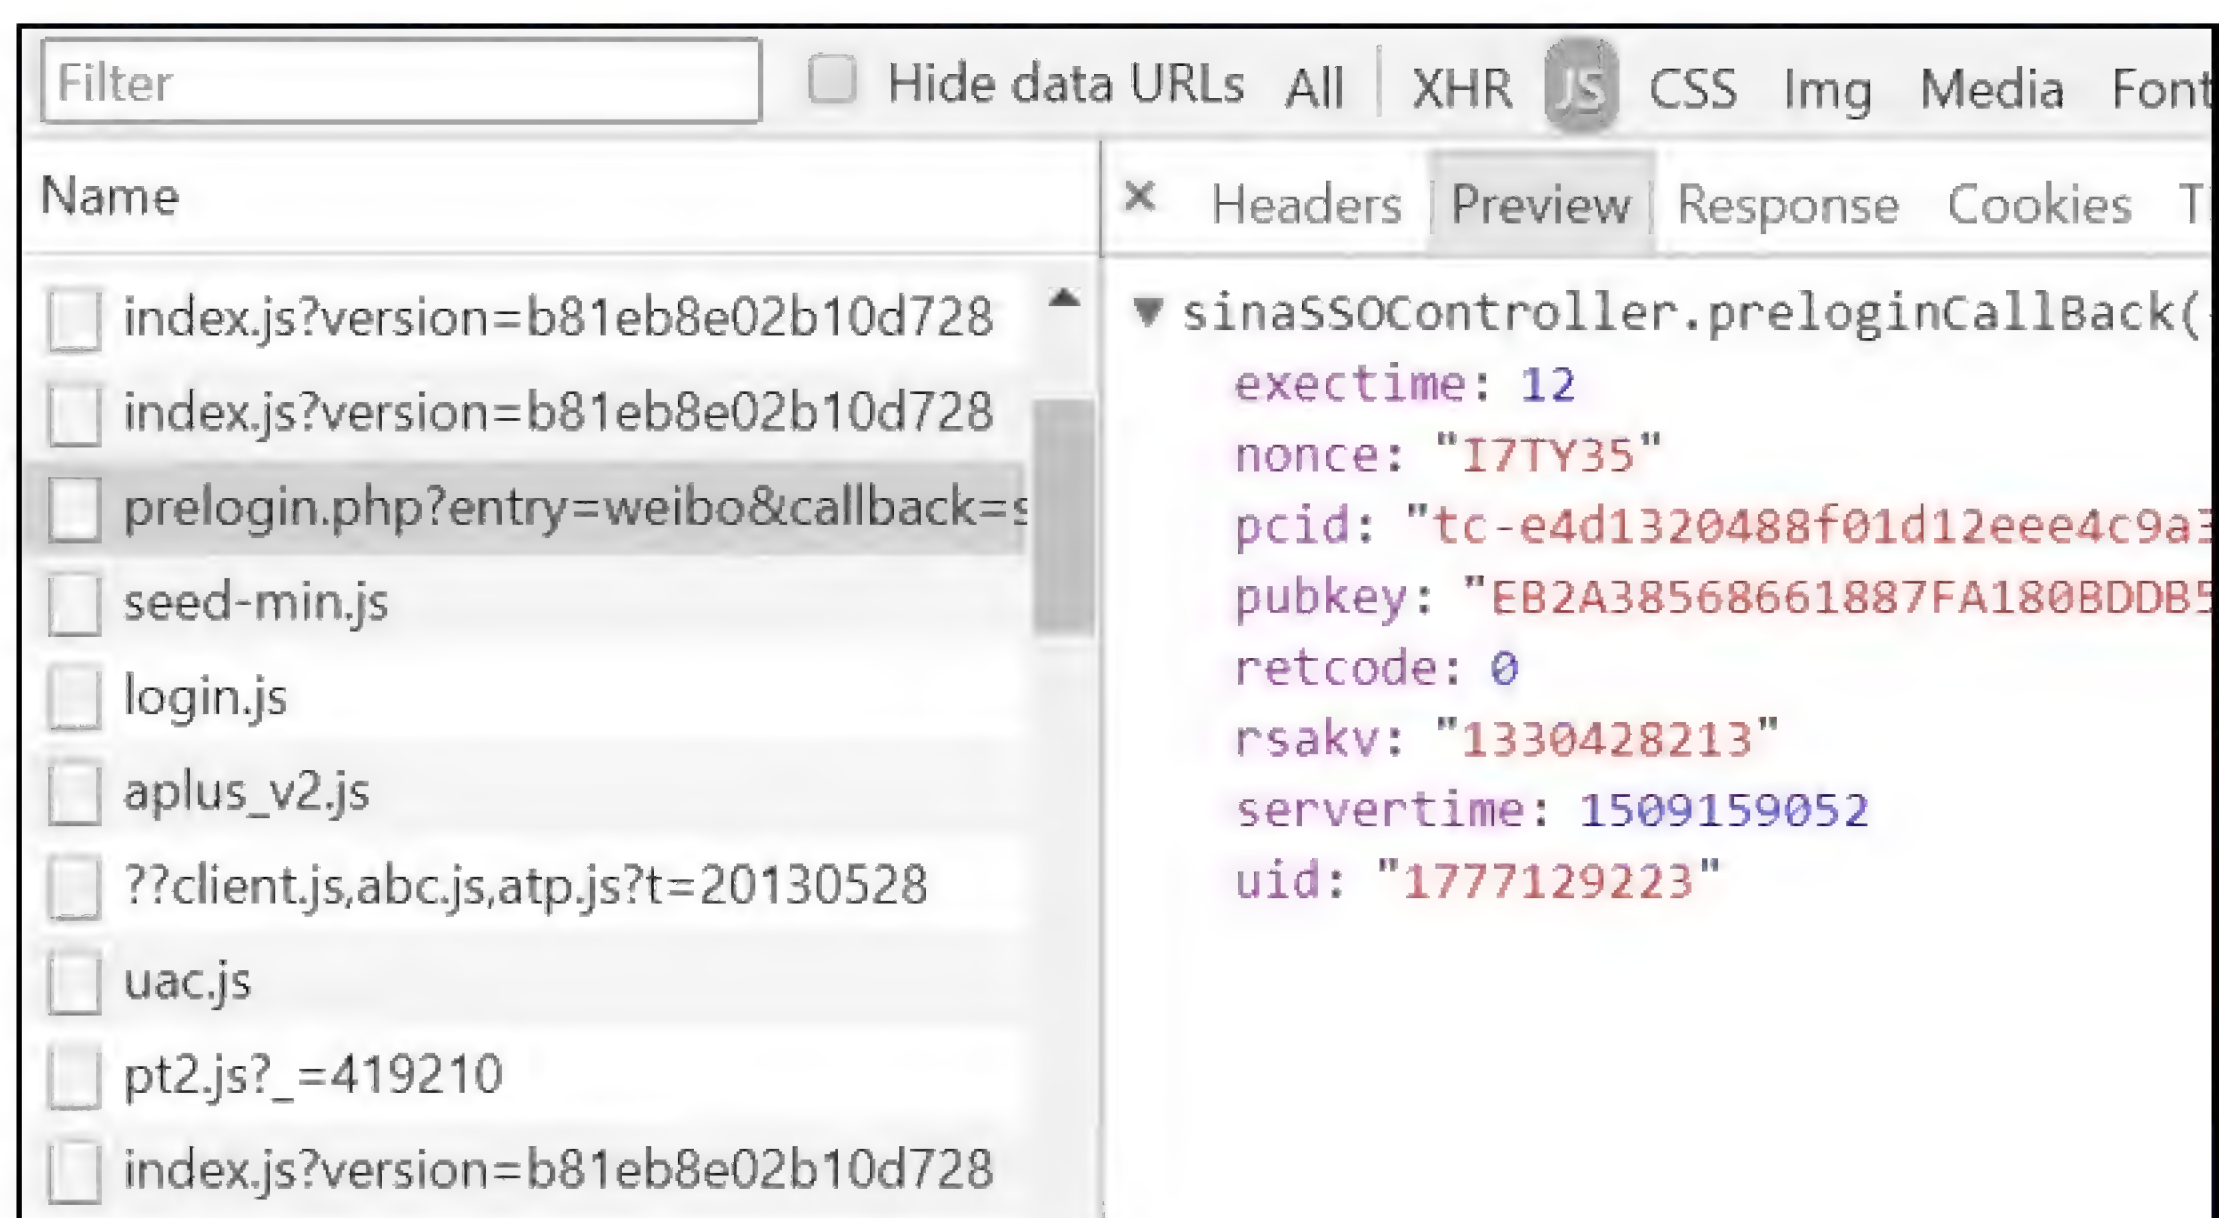 Filter Hide data URLs All XHR JS CSS Img Media Font
Name
× Headers Preview Response Cookies
index.js?version=b81eb8e02b10d728
index.js?version=b81eb8e02b10d728
prelogin.php?entry=weibo&callback=s
seed-min.js
login.js
aplus_v2.js
??client.js,abc.js,atp.js?t=20130528
uac.js
pt2.js?_=419210
index.js?version=b81eb8e02b10d728
▼ sinaSSOController.preloginCallBack(
exectime: 12
nonce: "I7TY35"
pcid: "tc-e4d1320488f01d12eee4c9a3
pubkey: "EB2A38568661887FA180BDDB5
retcode: 0
rsakv: "1330428213"
servertime: 1509159052
uid: "1777129223"